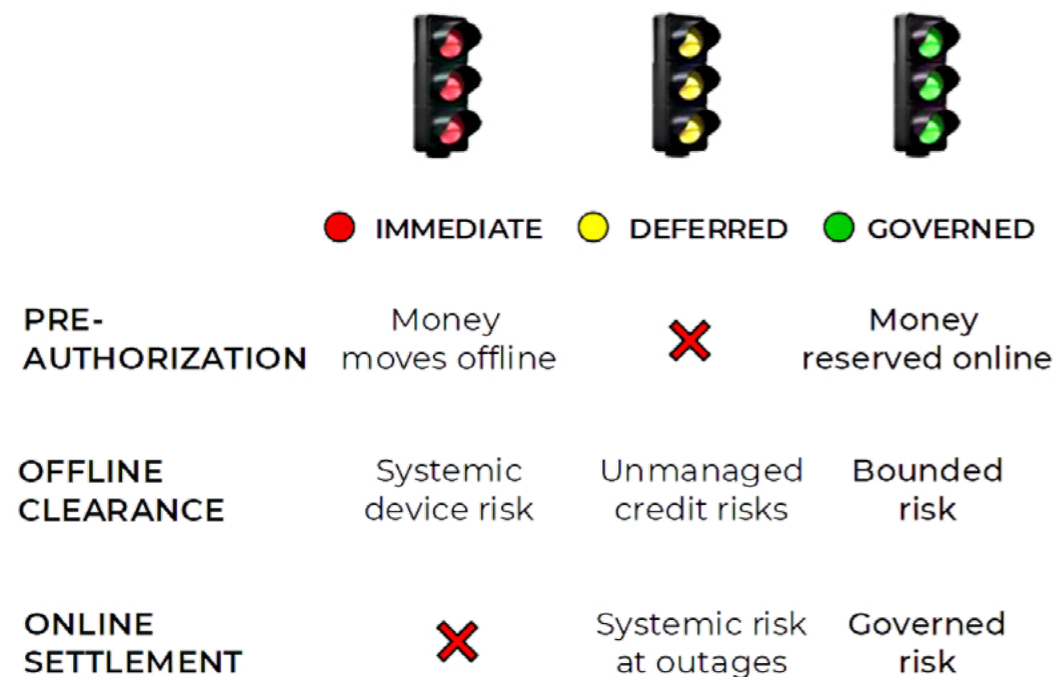 IMMEDIATE DEFERRED GOVERNED
PRE-
AUTHORIZATION
Money
moves offline
Money
reserved online
OFFLINE
CLEARANCE
Systemic
device risk
Unmanaged
credit risks
Bounded
risk
ONLINE
SETTLEMENT
Systemic risk
at outages
Governed
risk